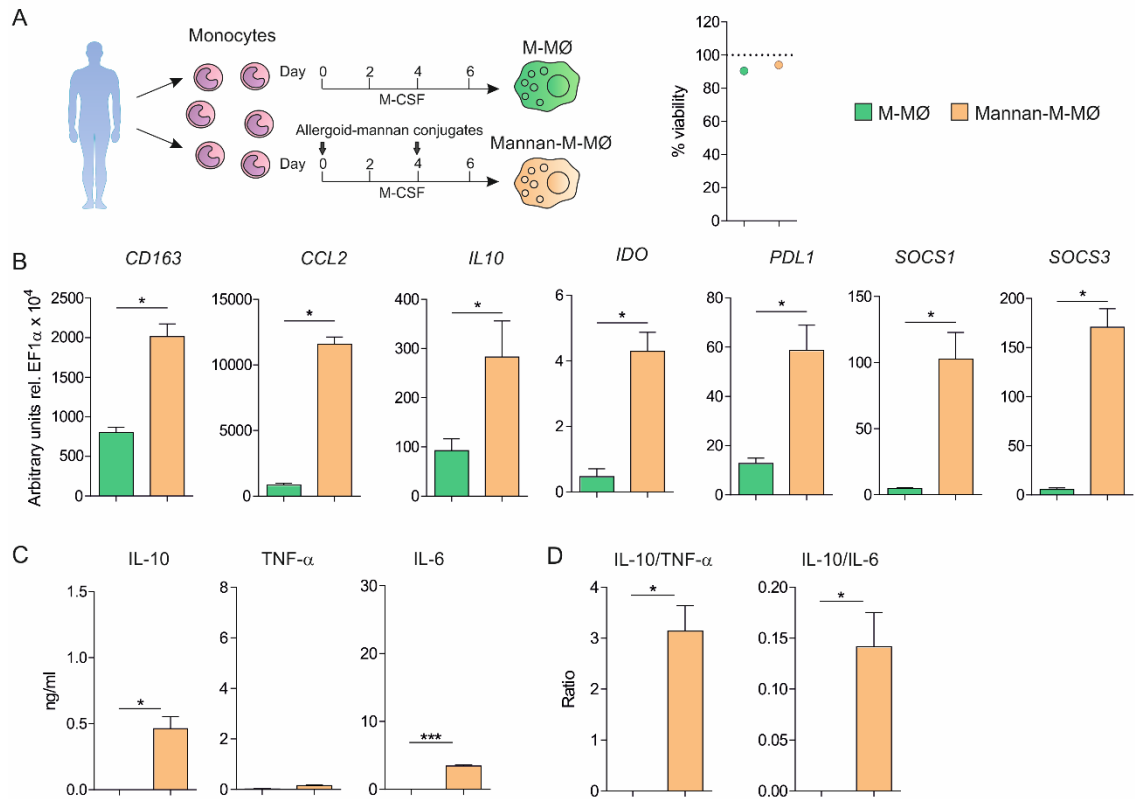 A
Monocytes
Day
0
2
4
6
M-CSF
M-MØ
Allergoid-mannan conjugates
Day
0
2
4
6
M-CSF
Mannan-M-MØ
% viability
120
100
80
60
40
20
0
M-MØ
Mannan-M-MØ
B
Arbitrary units rel. EF1α x 10⁴
CD163
2500
2000
1500
1000
500
0
*
CCL2
15000
10000
5000
0
*
IL10
400
300
200
100
0
*
IDO
6
4
2
0
*
PDL1
80
60
40
20
0
*
SOCS1
150
100
50
0
*
SOCS3
200
150
100
50
0
*
C
ng/ml
IL-10
1.5
1.0
0.5
0.0
*
TNF-α
8
6
4
2
0
IL-6
30
20
10
0
***
D
Ratio
IL-10/TNF-α
4
3
2
1
0
*
IL-10/IL-6
0.20
0.15
0.10
0.05
0.00
*